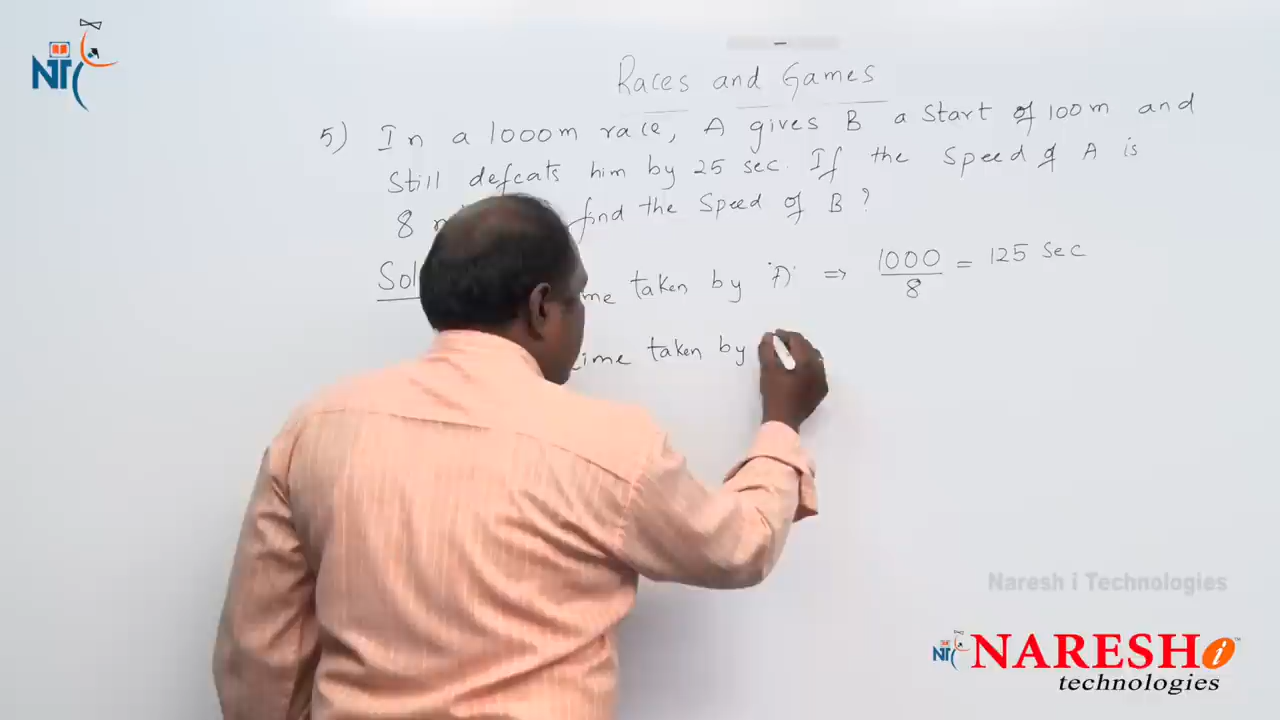 NTC
Races and Games
5) In a 1000m race, A gives B a start of 100m and
still defeats him by 25 sec. If the speed of A is
8 find the speed of B?
Sol
taken by 'A' ⇒ 1000/8 = 125 sec
time taken by
Naresh i Technologies
NARESH i
technologies